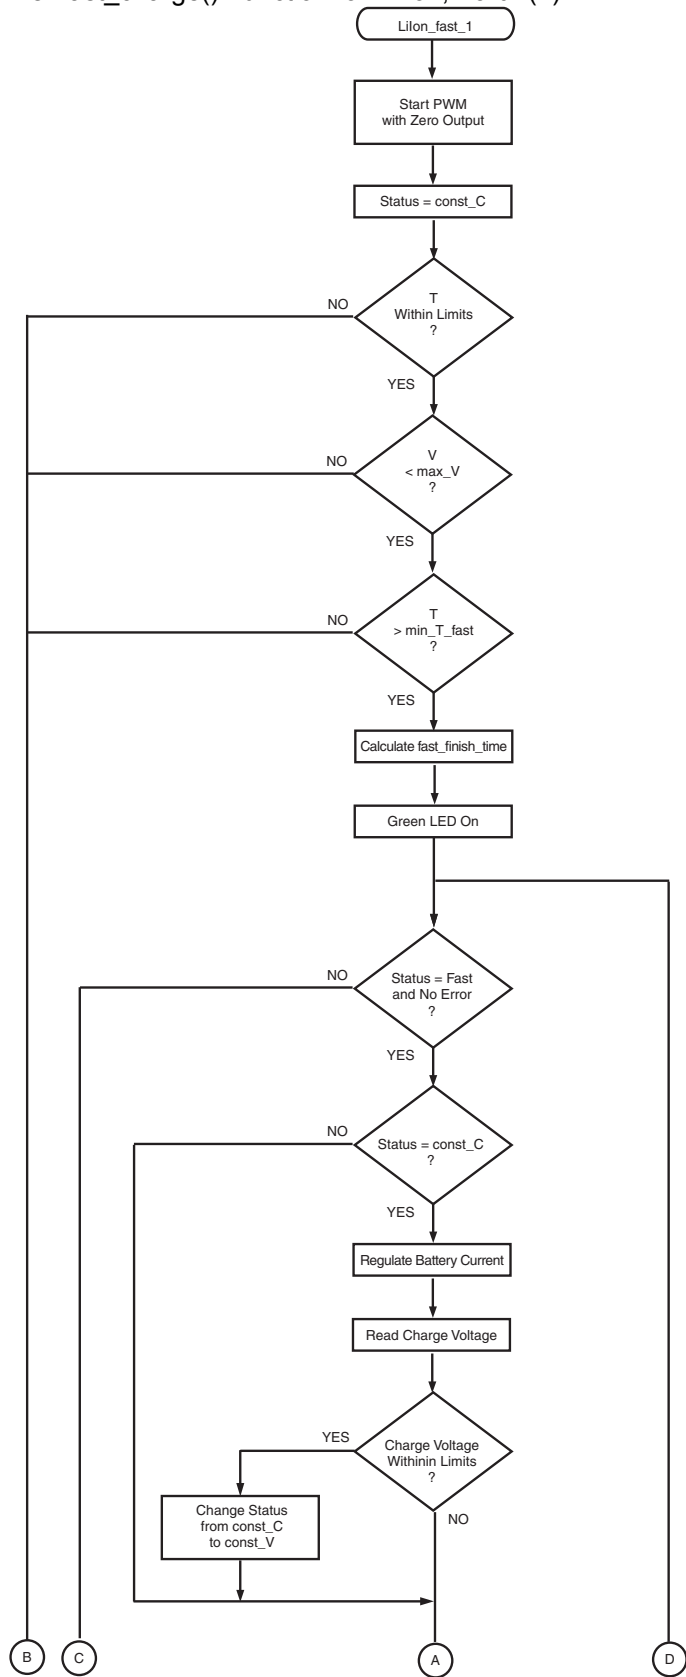 LiIon_fast_1
Start PWM
with Zero Output
Status = const_C
T
Within Limits
?
NO
YES
V
< max_V
?
NO
YES
T
> min_T_fast
?
NO
YES
Calculate fast_finish_time
Green LED On
Status = Fast
and No Error
?
NO
YES
Status = const_C
?
NO
YES
Regulate Battery Current
Read Charge Voltage
Charge Voltage
Withinin Limits
?
YES
NO
Change Status
from const_C
to const_V
B
C
A
D